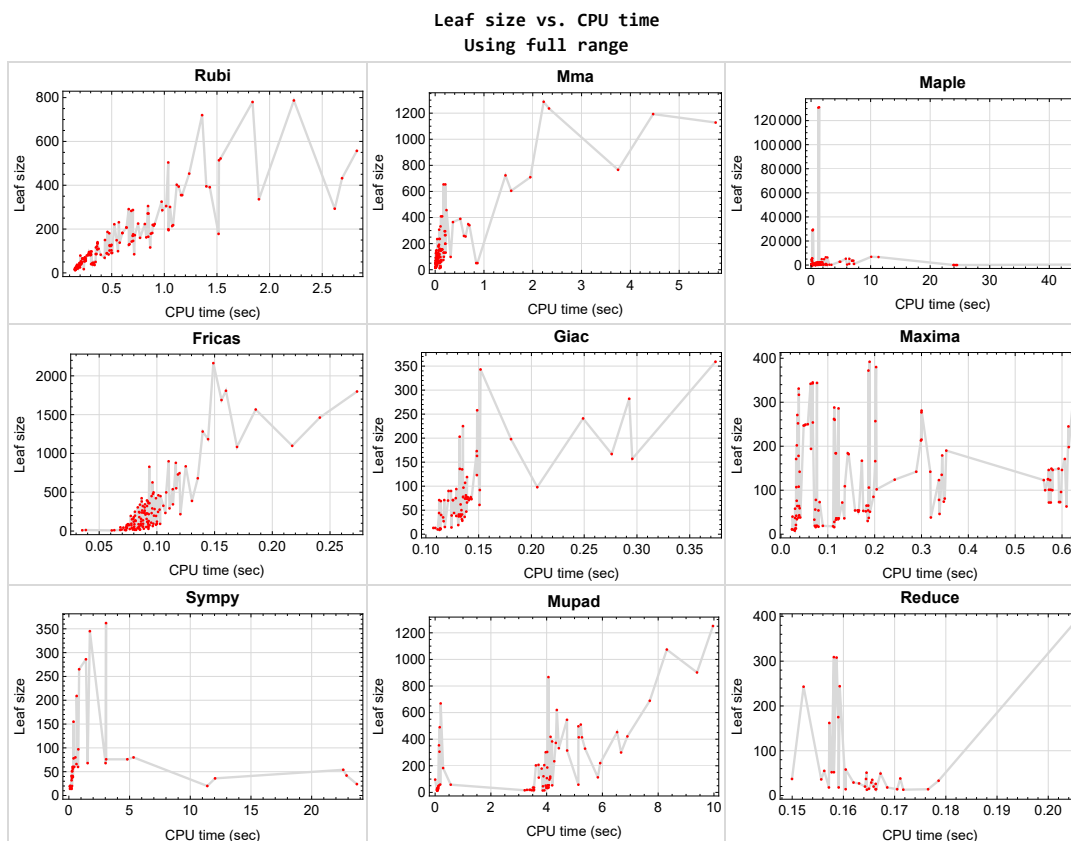 Leaf size vs. CPU time
Using full range
Rubi
Leaf size
800
600
400
200
0
0.5 1.0 1.5 2.0 2.5
CPU time (sec)
Mma
Leaf size
1200
1000
800
600
400
200
0
0 1 2 3 4 5
CPU time (sec)
Maple
Leaf size
120 000
100 000
80 000
60 000
40 000
20 000
0
0 10 20 30 40
CPU time (sec)
Fricas
Leaf size
2000
1500
1000
500
0
0.05 0.10 0.15 0.20 0.25
CPU time (sec)
Giac
Leaf size
350
300
250
200
150
100
50
0
0.10 0.15 0.20 0.25 0.30 0.35
CPU time (sec)
Maxima
Leaf size
400
300
200
100
0
0.0 0.1 0.2 0.3 0.4 0.5 0.6
CPU time (sec)
Sympy
Leaf size
350
300
250
200
150
100
50
0
0 5 10 15 20
CPU time (sec)
Mupad
Leaf size
1200
1000
800
600
400
200
0
0 2 4 6 8 10
CPU time (sec)
Reduce
Leaf size
400
300
200
100
0
0.15 0.16 0.17 0.18 0.19 0.20
CPU time (sec)